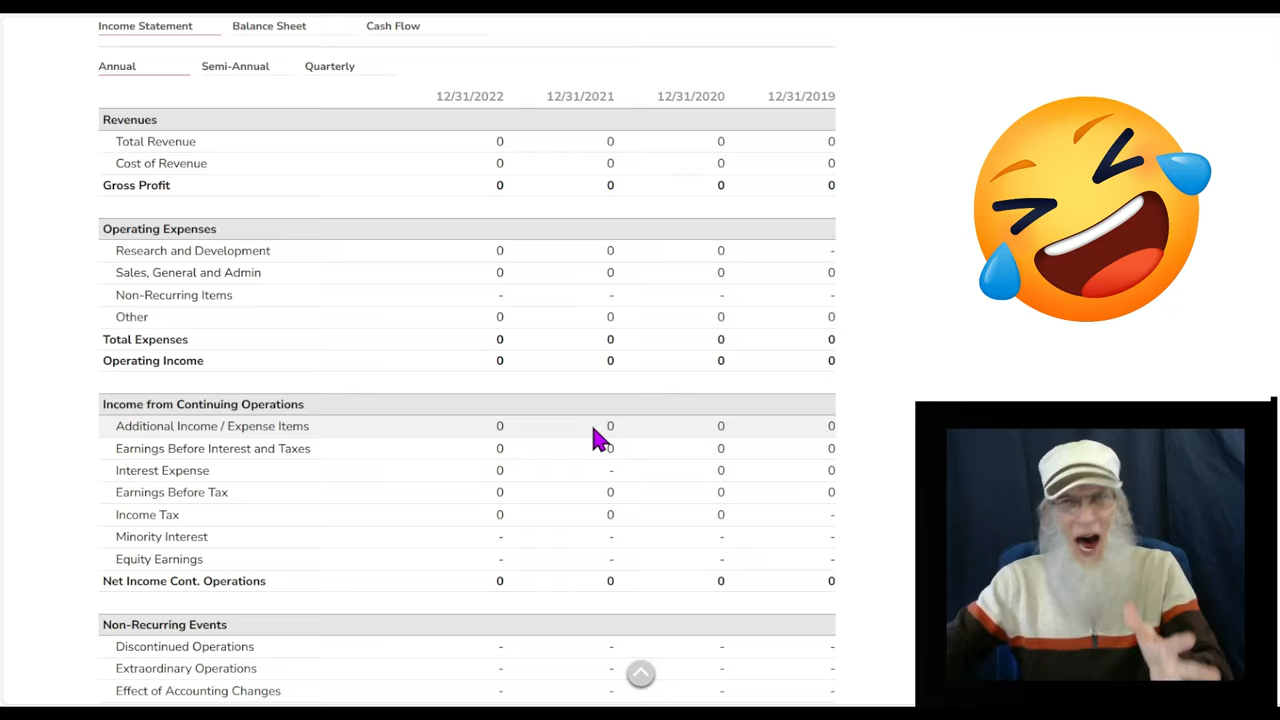 Income Statement Balance Sheet Cash Flow
Annual Semi-Annual Quarterly
12/31/2022 12/31/2021 12/31/2020 12/31/2019
Revenues
Total Revenue 0 0 0 0
Cost of Revenue 0 0 0 0
Gross Profit 0 0 0 0
Operating Expenses
Research and Development 0 0 0 -
Sales, General and Admin 0 0 0 0
Non-Recurring Items - - - -
Other 0 0 0 0
Total Expenses 0 0 0 0
Operating Income 0 0 0 0
Income from Continuing Operations
Additional Income / Expense Items 0 0 0 0
Earnings Before Interest and Taxes 0 0 0 0
Interest Expense 0 - 0 0
Earnings Before Tax 0 0 0 0
Income Tax 0 0 0 -
Minority Interest - - - -
Equity Earnings - - - -
Net Income Cont. Operations 0 0 0 0
Non-Recurring Events
Discontinued Operations - - - -
Extraordinary Operations - - - -
Effect of Accounting Changes - - - -